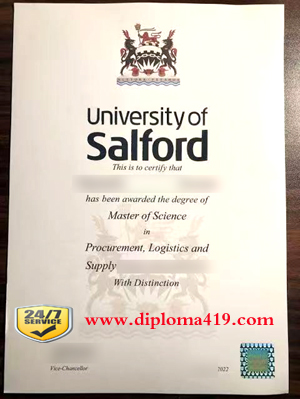 University of
Salford
This is to certify that
has been awarded the degree of
Master of Science
in
Procurement, Logistics and
Supply
With Distinction
24/7
SERVICE
www.diploma419.com
Vice-Chancellor
7022